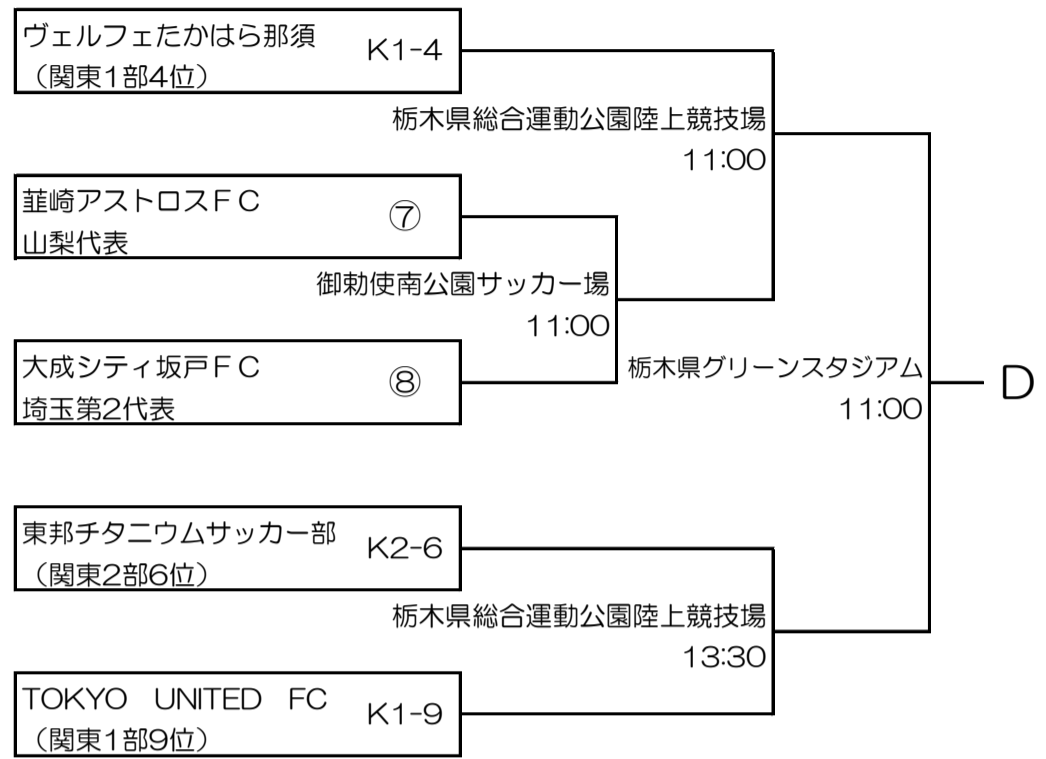 ヴェルフェたかはら那須 K1-4
（関東1部4位）
栃木県総合運動公園陸上競技場
11:00
韮崎アストロスＦＣ ⑦
山梨代表
御勅使南公園サッカー場
11:00
大成シティ坂戸ＦＣ ⑧
埼玉第2代表
栃木県グリーンスタジアム
11:00
D
東邦チタニウムサッカー部 K2-6
（関東2部6位）
栃木県総合運動公園陸上競技場
13:30
TOKYO　UNITED　FC K1-9
（関東1部9位）